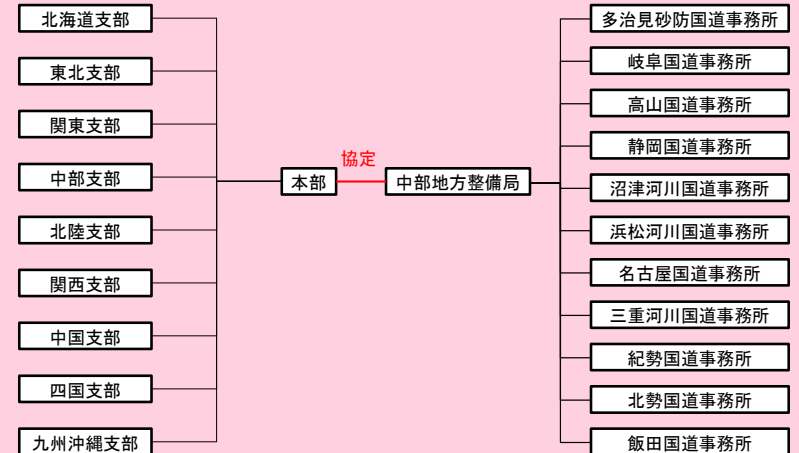 北海道支部
東北支部
関東支部
中部支部
北陸支部
関西支部
中国支部
四国支部
九州沖縄支部
本部
協定
中部地方整備局
多治見砂防国道事務所
岐阜国道事務所
高山国道事務所
静岡国道事務所
沼津河川国道事務所
浜松河川国道事務所
名古屋国道事務所
三重河川国道事務所
紀勢国道事務所
北勢国道事務所
飯田国道事務所